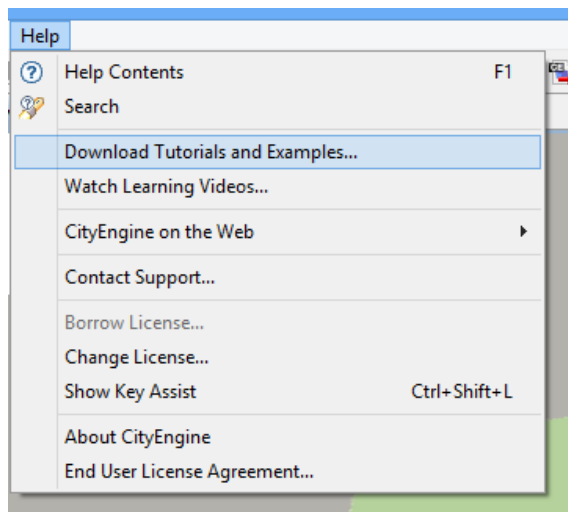 Help
Help Contents F1
Search
Download Tutorials and Examples...
Watch Learning Videos...
CityEngine on the Web
Contact Support...
Borrow License...
Change License...
Show Key Assist Ctrl+Shift+L
About CityEngine
End User License Agreement...